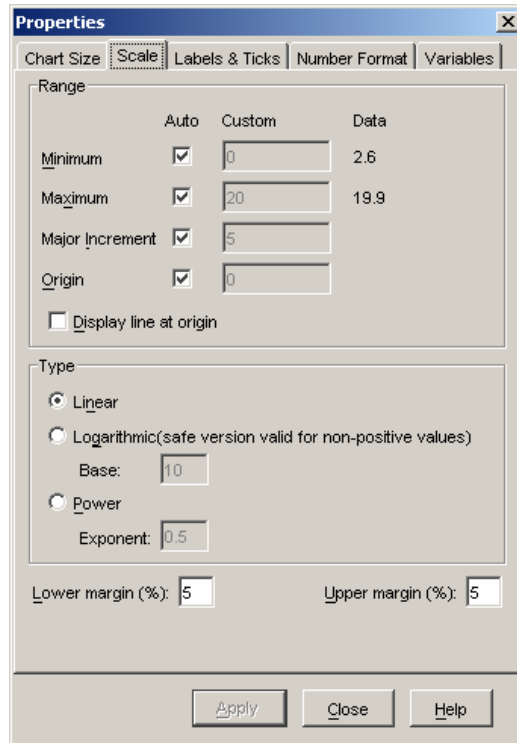 Properties
Chart Size Scale Labels & Ticks Number Format Variables
Range
Auto Custom Data
Minimum 0 2.6
Maximum 20 19.9
Major Increment 5
Origin 0
Display line at origin
Type
Linear
Logarithmic(safe version valid for non-positive values)
Base: 10
Power
Exponent: 0.5
Lower margin (%): 5 Upper margin (%): 5
Apply Close Help